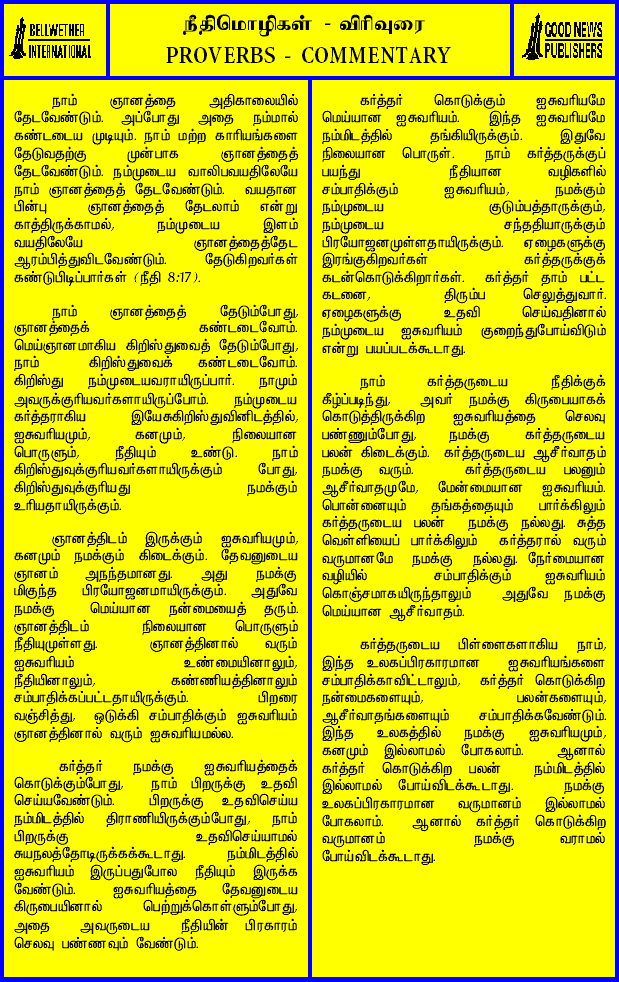 BELLWETHER
INTERNATIONAL
நீதிமொழிகள் - விரிவுரை
PROVERBS - COMMENTARY
GOOD NEWS
PUBLISHERS
நாம் ஞானத்தை அதிகாலையில்
தேடவேண்டும். அப்போது அதை நம்மால்
கண்டடைய முடியும். நாம் மற்ற காரியங்களை
தேடுவதற்கு முன்பாக ஞானத்தைத்
தேடவேண்டும். நம்முடைய வாலிபவயதிலேயே
நாம் ஞானத்தைத் தேடவேண்டும். வயதான
பின்பு ஞானத்தைத் தேடலாம் என்று
காத்திருக்காமல், நம்முடைய இளம்
வயதிலேயே ஞானத்தைத்தேட
ஆரம்பித்துவிடவேண்டும். தேடுகிறவர்கள்
கண்டுபிடிப்பார்கள் (நீதி 8:17).
நாம் ஞானத்தைத் தேடும்போது,
ஞானத்தைக் கண்டடைவோம்.
மெய்ஞானமாகிய கிறிஸ்துவைத் தேடும்போது,
நாம் கிறிஸ்துவைக் கண்டடைவோம்.
கிறிஸ்து நம்முடையவராயிருப்பார். நாமும்
அவருக்குரியவர்களாயிருப்போம். நம்முடைய
கர்த்தராகிய இயேசுகிறிஸ்துவினிடத்தில்,
ஐசுவரியமும், கனமும், நிலையான
பொருளும், நீதியும் உண்டு. நாம்
கிறிஸ்துவுக்குரியவர்களாயிருக்கும் போது,
கிறிஸ்துவுக்குரியது நமக்கும்
உரியதாயிருக்கும்.
ஞானத்திடம் இருக்கும் ஐசுவரியமும்,
கனமும் நமக்கும் கிடைக்கும். தேவனுடைய
ஞானம் அநந்தமானது. அது நமக்கு
மிகுந்த பிரயோஜனமாயிருக்கும். அதுவே
நமக்கு மெய்யான நன்மையைத் தரும்.
ஞானத்திடம் நிலையான பொருளும்
நீதியுமுள்ளது. ஞானத்தினால் வரும்
ஐசுவரியம் உண்மையினாலும்,
நீதியினாலும், கண்ணியத்தினாலும்
சம்பாதிக்கப்பட்டதாயிருக்கும். பிறரை
வஞ்சித்து, ஒடுக்கி சம்பாதிக்கும் ஐசுவரியம்
ஞானத்தினால் வரும் ஐசுவரியமல்ல.
கர்த்தர் நமக்கு ஐசுவரியத்தைக்
கொடுக்கும்போது, நாம் பிறருக்கு உதவி
செய்யவேண்டும். பிறருக்கு உதவிசெய்ய
நம்மிடத்தில் திராணியிருக்கும்போது, நாம்
பிறருக்கு உதவிசெய்யாமல்
சுயநலத்தோடிருக்கக்கூடாது. நம்மிடத்தில்
ஐசுவரியம் இருப்பதுபோல நீதியும் இருக்க
வேண்டும். ஐசுவரியத்தை தேவனுடைய
கிருபையினால் பெற்றுக்கொள்ளும்போது,
அதை அவருடைய நீதியின் பிரகாரம்
செலவு பண்ணவும் வேண்டும்.
கர்த்தர் கொடுக்கும் ஐசுவரியமே
மெய்யான ஐசுவரியம். இந்த ஐசுவரியமே
நம்மிடத்தில் தங்கியிருக்கும். இதுவே
நிலையான பொருள். நாம் கர்த்தருக்குப்
பயந்து நீதியான வழிகளில்
சம்பாதிக்கும் ஐசுவரியம், நமக்கும்
நம்முடைய குடும்பத்தாருக்கும்,
நம்முடைய சந்ததியாருக்கும்
பிரயோஜனமுள்ளதாயிருக்கும். ஏழைகளுக்கு
இரங்குகிறவர்கள் கர்த்தருக்குக்
கடன்கொடுக்கிறார்கள். கர்த்தர் தாம் பட்ட
கடனை, திரும்ப செலுத்துவார்.
ஏழைகளுக்கு உதவி செய்வதினால்
நம்முடைய ஐசுவரியம் குறைந்துபோய்விடும்
என்று பயப்படக்கூடாது.
நாம் கர்த்தருடைய நீதிக்குக்
கீழ்ப்படிந்து, அவர் நமக்கு கிருபையாகக்
கொடுத்திருக்கிற ஐசுவரியத்தை செலவு
பண்ணும்போது, நமக்கு கர்த்தருடைய
பலன் கிடைக்கும். கர்த்தருடைய ஆசீர்வாதம்
நமக்கு வரும். கர்த்தருடைய பலனும்
ஆசீர்வாதமுமே, மேன்மையான ஐசுவரியம்.
பொன்னையும் தங்கத்தையும் பார்க்கிலும்
கர்த்தருடைய பலன் நமக்கு நல்லது. சுத்த
வெள்ளியைப் பார்க்கிலும் கர்த்தரால் வரும்
வருமானமே நமக்கு நல்லது. நேர்மையான
வழியில் சம்பாதிக்கும் ஐசுவரியம்
கொஞ்சமாகயிருந்தாலும் அதுவே நமக்கு
மெய்யான ஆசீர்வாதம்.
கர்த்தருடைய பிள்ளைகளாகிய நாம்,
இந்த உலகப்பிரகாரமான ஐசுவரியங்களை
சம்பாதிக்காவிட்டாலும், கர்த்தர் கொடுக்கிற
நன்மைகளையும், பலன்களையும்,
ஆசீர்வாதங்களையும் சம்பாதிக்கவேண்டும்.
இந்த உலகத்தில் நமக்கு ஐசுவரியமும்,
கனமும் இல்லாமல் போகலாம். ஆனால்
கர்த்தர் கொடுக்கிற பலன் நம்மிடத்தில்
இல்லாமல் போய்விடக்கூடாது. நமக்கு
உலகப்பிரகாரமான வருமானம் இல்லாமல்
போகலாம். ஆனால் கர்த்தர் கொடுக்கிற
வருமானம் நமக்கு வராமல்
போய்விடக்கூடாது.